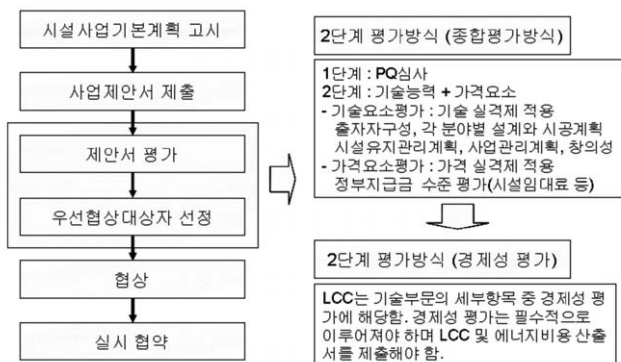 시설사업기본계획 고시
사업제안서 제출
제안서 평가
우선협상대상자 선정
협상
실시 협약
2단계 평가방식 (종합평가방식)
1단계 : PQ심사
2단계 : 기술능력 + 가격요소
- 기술요소평가 : 기술 실격제 적용
출자자구성, 각 분야별 설계와 시공계획
시설유지관리계획, 사업관리계획, 창의성
- 가격요소평가 : 가격 실격제 적용
정부지급금 수준 평가(시설임대료 등)
2단계 평가방식 (경제성 평가)
LCC는 기술부문의 세부항목 중 경제성 평
가에 해당함. 경제성 평가는 필수적으로
이루어져야 하며 LCC 및 에너지비용 산출
서를 제출해야 함.